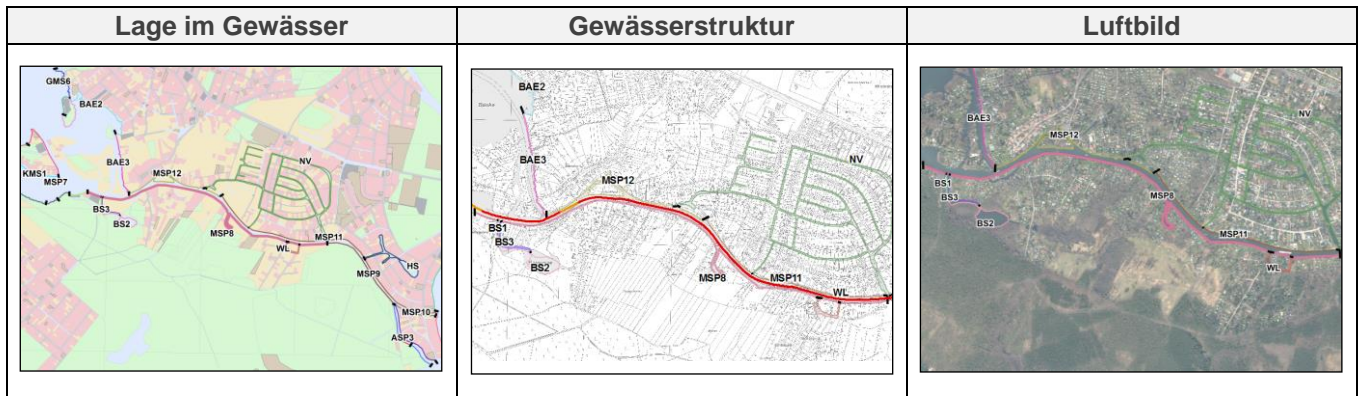 Lage im Gewässer
Gewässerstruktur
Luftbild
GMS6
BAE2
KMS1
MSP7
BAE3
MSP12
NV
BS3
BS2
MSP8
WL
MSP11
MSP9
HS
MSP10
ASP3
BAE2
BAE3
MSP12
NV
BS1
BS3
BS2
MSP8
MSP11
WL
BAE3
MSP12
NV
BS1
BS3
BS2
MSP8
MSP11
WL